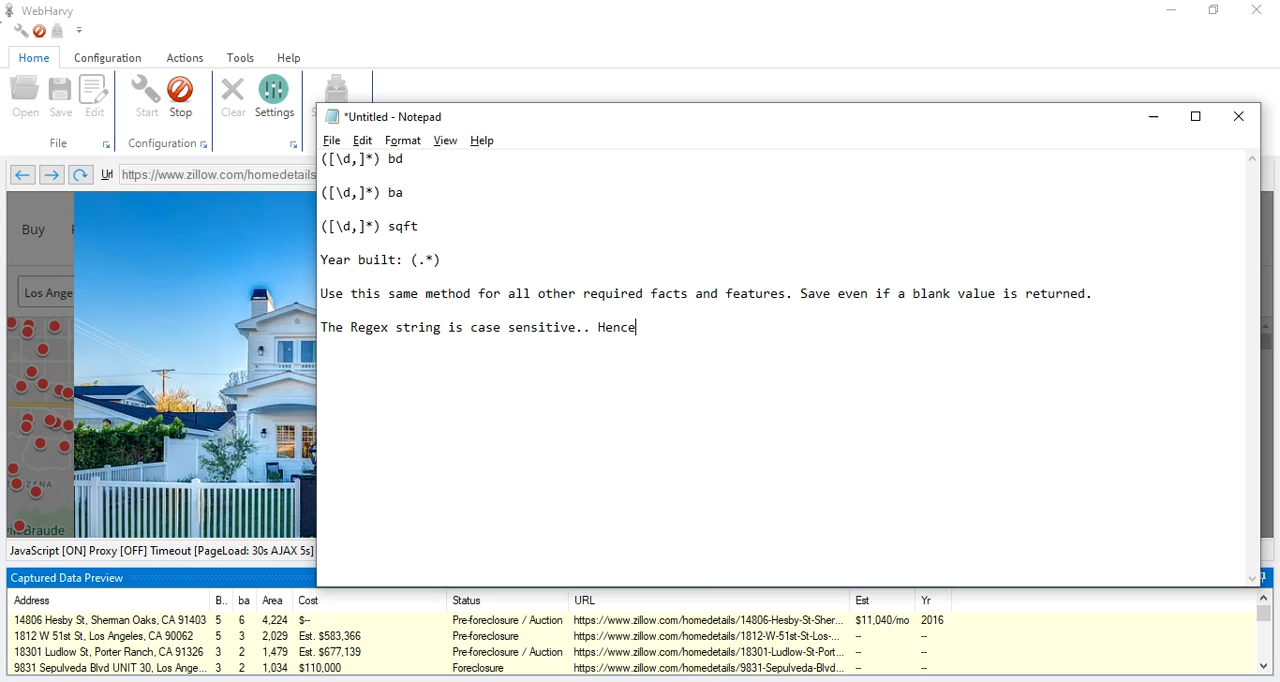 WebHarvy
Home Configuration Actions Tools Help
Open Save Edit Start Stop Clear Settings
File Configuration
*Untitled - Notepad
File Edit Format View Help
Url https://www.zillow.com/homedetails
([\d,]*) bd
([\d,]*) ba
([\d,]*) sqft
Year built: (.*)
Use this same method for all other required facts and features. Save even if a blank value is returned.
The Regex string is case sensitive.. Hence
Buy
Los Ange
ZANA
Braude
JavaScript [ON] Proxy [OFF] Timeout [PageLoad: 30s AJAX 5s]
Captured Data Preview
Address B.. ba Area Cost Status URL Est Yr
14806 Hesby St, Sherman Oaks, CA 91403 5 6 4,224 $-- Pre-foreclosure / Auction https://www.zillow.com/homedetails/14806-Hesby-St-Sher... $11,040/mo 2016
1812 W 51st St, Los Angeles, CA 90062 5 3 2,029 Est. $583,366 Pre-foreclosure https://www.zillow.com/homedetails/1812-W-51st-St-Los-... -- --
18301 Ludlow St, Porter Ranch, CA 91326 3 2 1,479 Est. $677,139 Pre-foreclosure / Auction https://www.zillow.com/homedetails/18301-Ludlow-St-Port... -- --
9831 Sepulveda Blvd UNIT 30, Los Ange... 3 2 1,034 $110,000 Foreclosure https://www.zillow.com/homedetails/9831-Sepulveda-Blvd... -- --